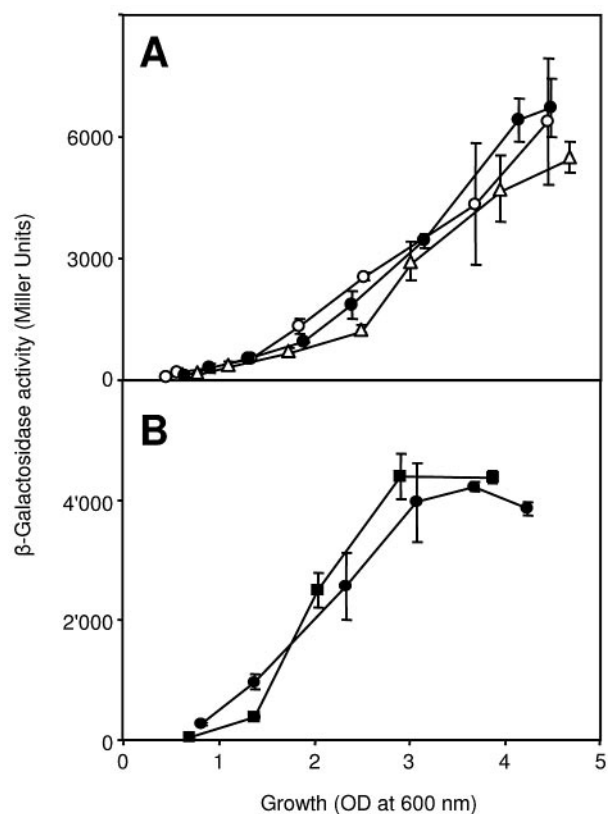 A
6000
3000
0
β-Galactosidase activity (Miller Units)
B
4'000
2'000
0
0 1 2 3 4 5
Growth (OD at 600 nm)